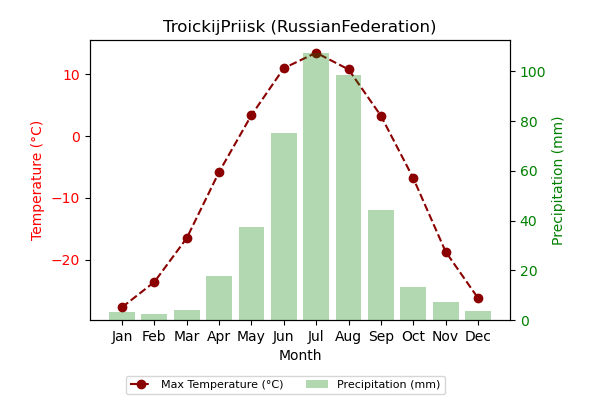 TroickijPriisk (RussianFederation)
10
0
−10
−20
Temperature (°C)
100
80
60
40
20
0
Precipitation (mm)
Jan Feb Mar Apr May Jun Jul Aug Sep Oct Nov Dec
Month
Max Temperature (°C) Precipitation (mm)